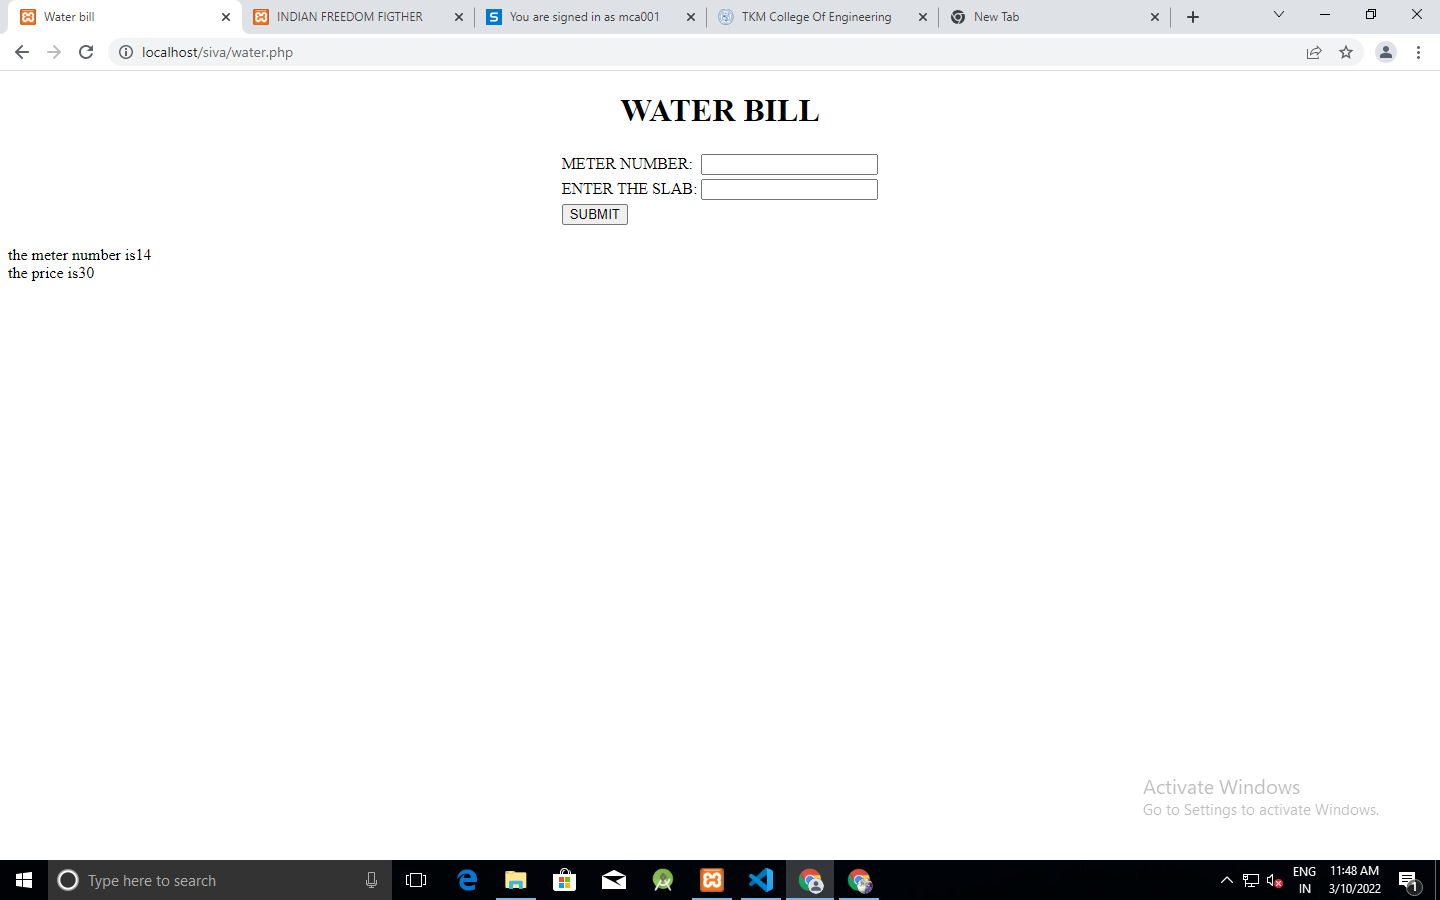 Water bill
INDIAN FREEDOM FIGTHER
You are signed in as mca001
TKM College Of Engineering
New Tab
localhost/siva/water.php
WATER BILL
METER NUMBER:
ENTER THE SLAB:
SUBMIT
the meter number is14
the price is30
Activate Windows
Go to Settings to activate Windows.
Type here to search
ENG
IN
11:48 AM
3/10/2022
1